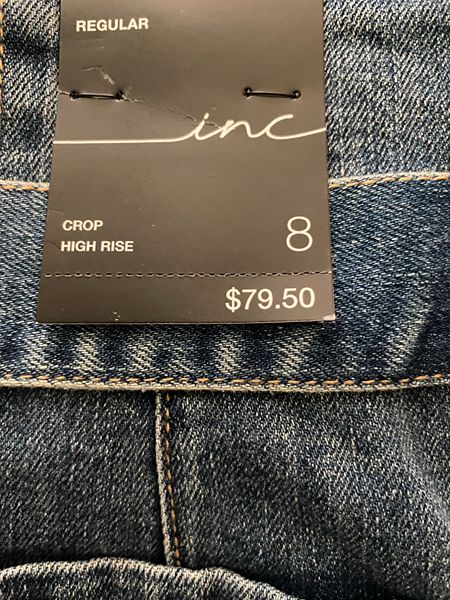 REGULAR
inc
CROP
HIGH RISE
8
$79.50